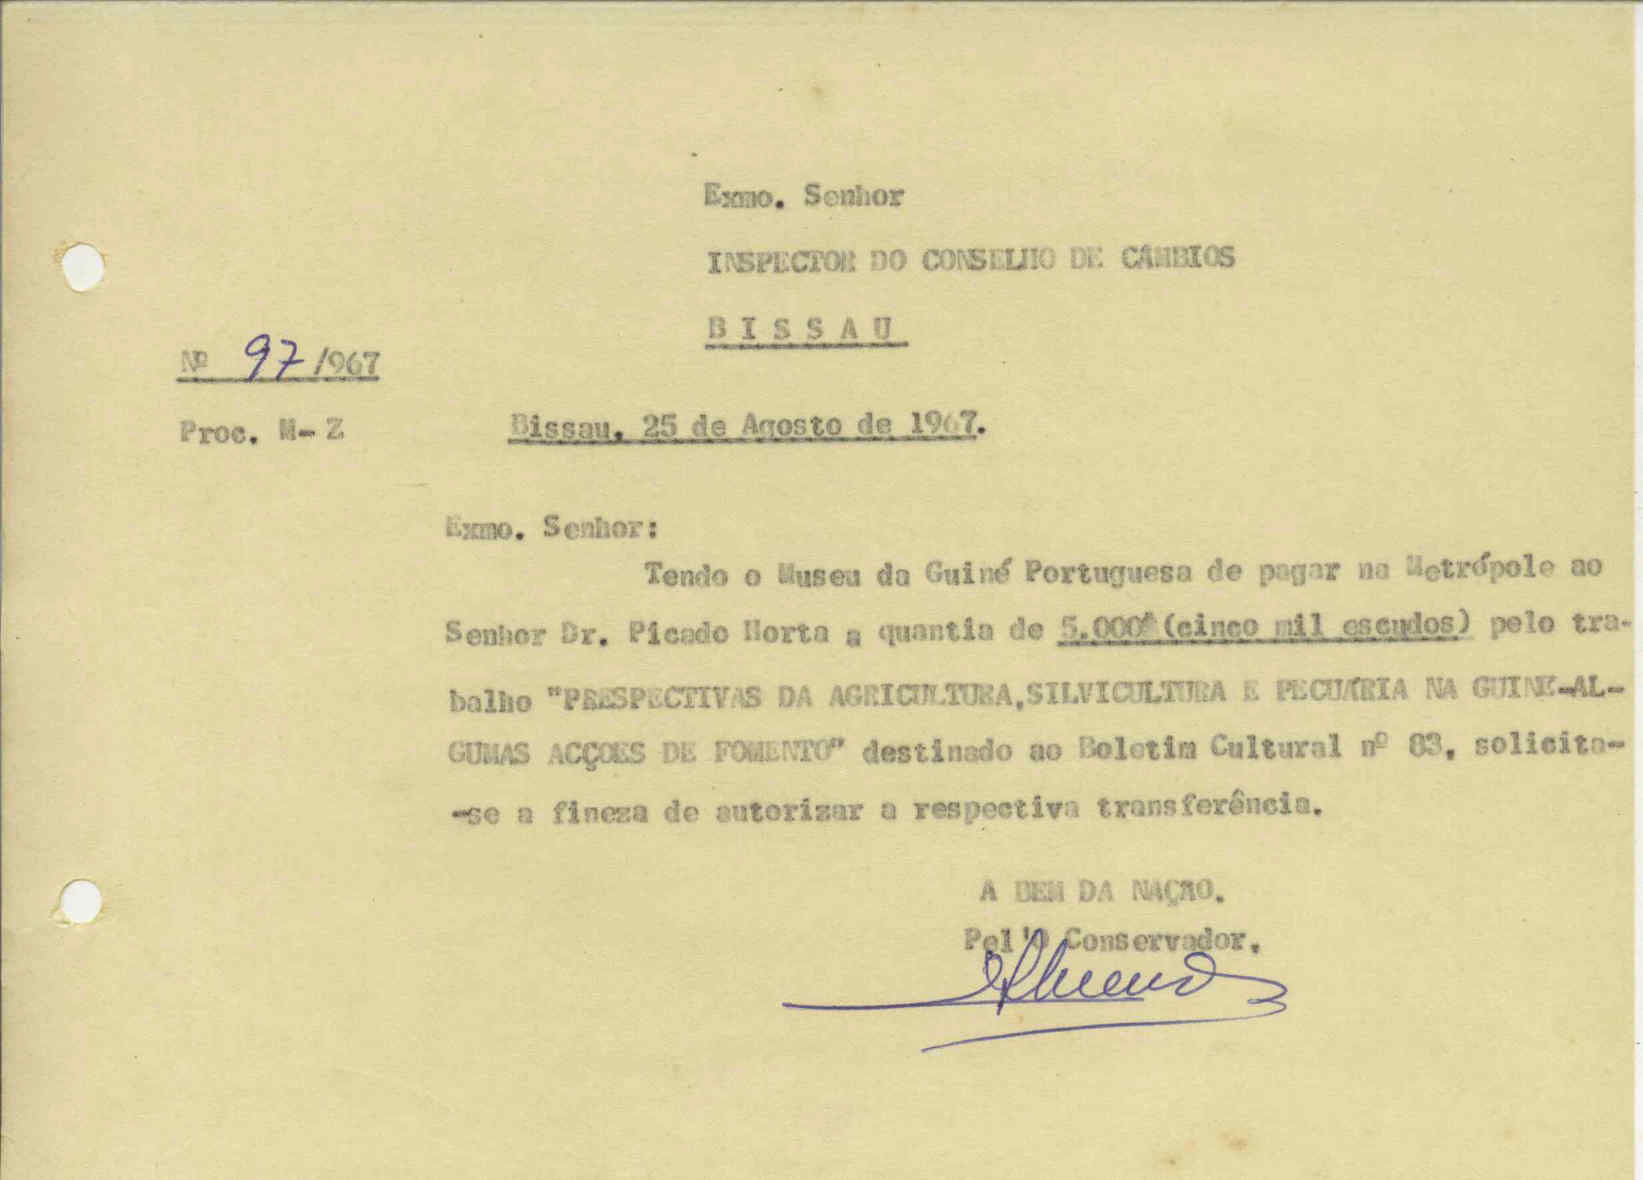 Exmo. Senhor
INSPECTOR DO CONSELHO DE CÂMBIOS
BISSAU
Nº 97/967
Proc. M-Z
Bissau, 25 de Agosto de 1967.
Exmo. Senhor:
Tendo o Museu da Guiné Portuguesa de pagar na Metrópole ao
Senhor Dr. Picado Horta a quantia de 5.000$ (cinco mil escudos) pelo tra-
balho "PRESPECTIVAS DA AGRICULTURA,SILVICULTURA E PECUÁRIA NA GUINÉ-AL-
GUMAS ACÇOES DE FOMENTO" destinado ao Boletim Cultural nº 83, solicita-
-se a fineza de autorizar a respectiva transferência.
A BEM DA NAÇÃO.
Pel'o Conservador,